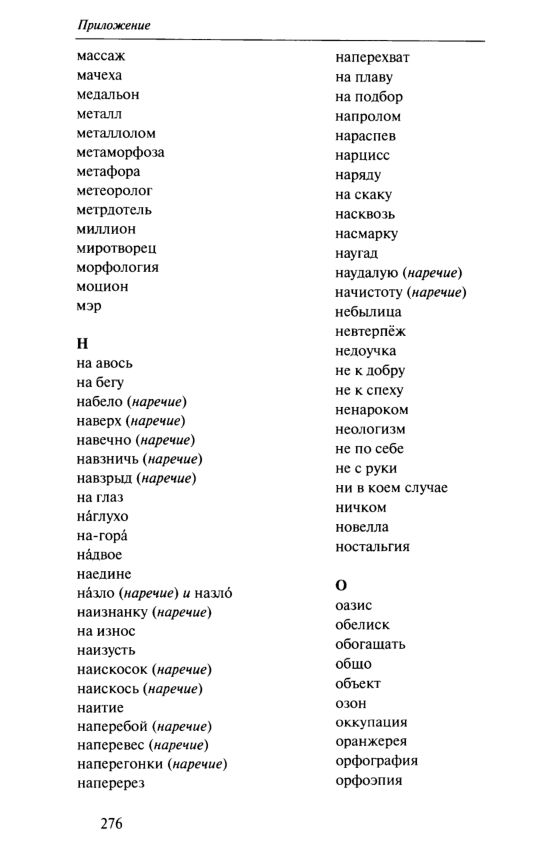 Приложение
массаж
мачеха
медальон
металл
металлолом
метаморфоза
метафора
метеоролог
метрдотель
миллион
миротворец
морфология
моцион
мэр
Н
на авось
на бегу
набело (наречие)
наверх (наречие)
навечно (наречие)
навзничь (наречие)
навзрыд (наречие)
на глаз
на́глухо
на-гора́
на́двое
наедине
на́зло (наречие) и назло́
наизнанку (наречие)
на износ
наизусть
наискосок (наречие)
наискось (наречие)
наитие
наперебой (наречие)
наперевес (наречие)
наперегонки (наречие)
наперерез
наперехват
на плаву
на подбор
напролом
нараспев
нарцисс
наряду
на скаку
насквозь
насмарку
наугад
наудалую (наречие)
начистоту (наречие)
небылица
невтерпёж
недоучка
не к добру
не к спеху
ненароком
неологизм
не по себе
не с руки
ни в коем случае
ничком
новелла
ностальгия
О
оазис
обелиск
обогащать
общо
объект
озон
оккупация
оранжерея
орфография
орфоэпия
276